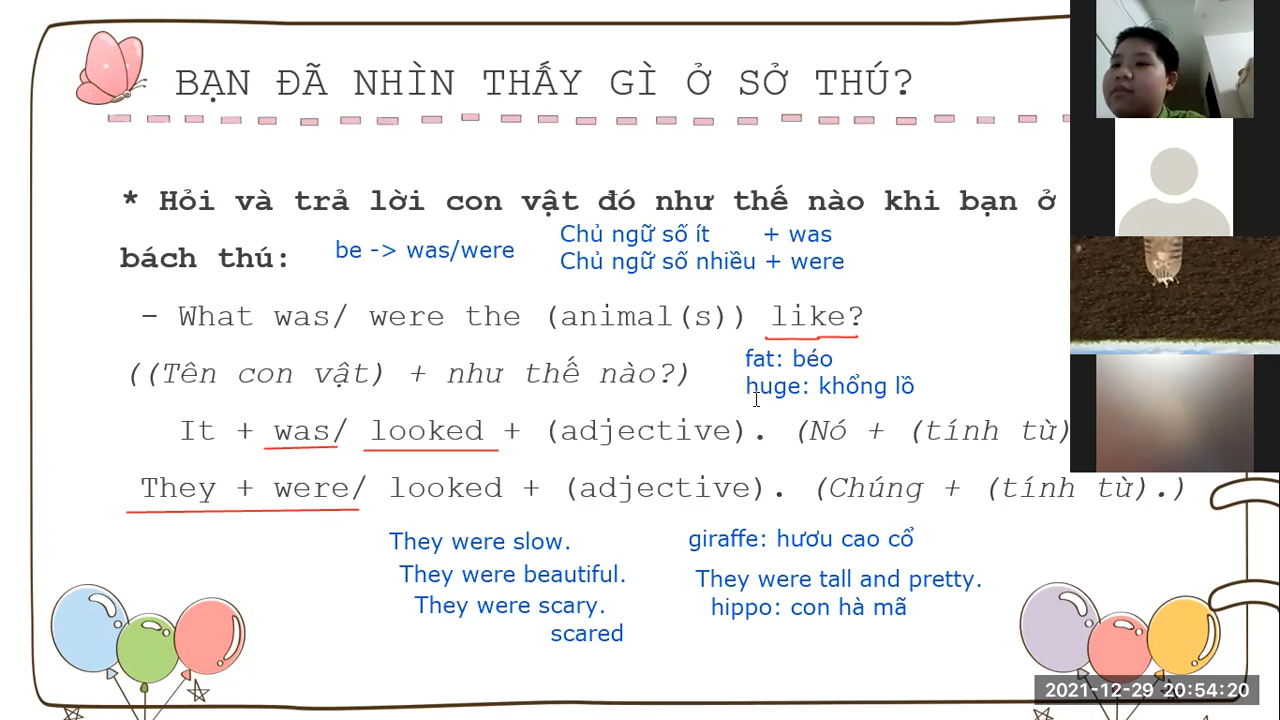 BẠN ĐÃ NHÌN THẤY GÌ Ở SỞ THÚ?
* Hỏi và trả lời con vật đó như thế nào khi bạn ở
bách thú:
be -> was/were
Chủ ngữ số ít + was
Chủ ngữ số nhiều + were
- What was/ were the (animal(s)) like?
((Tên con vật) + như thế nào?)
fat: béo
huge: khổng lồ
It + was/ looked + (adjective). (Nó + (tính từ)
They + were/ looked + (adjective). (Chúng + (tính từ).)
They were slow.
They were beautiful.
They were scary.
scared
giraffe: hươu cao cổ
They were tall and pretty.
hippo: con hà mã
2021-12-29 20:54:20